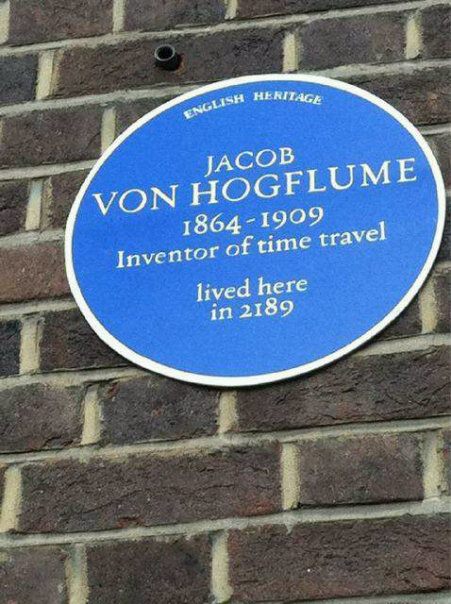 ENGLISH HERITAGE
JACOB
VON HOGFLUME
1864-1909
Inventor of time travel
lived here
in 2189